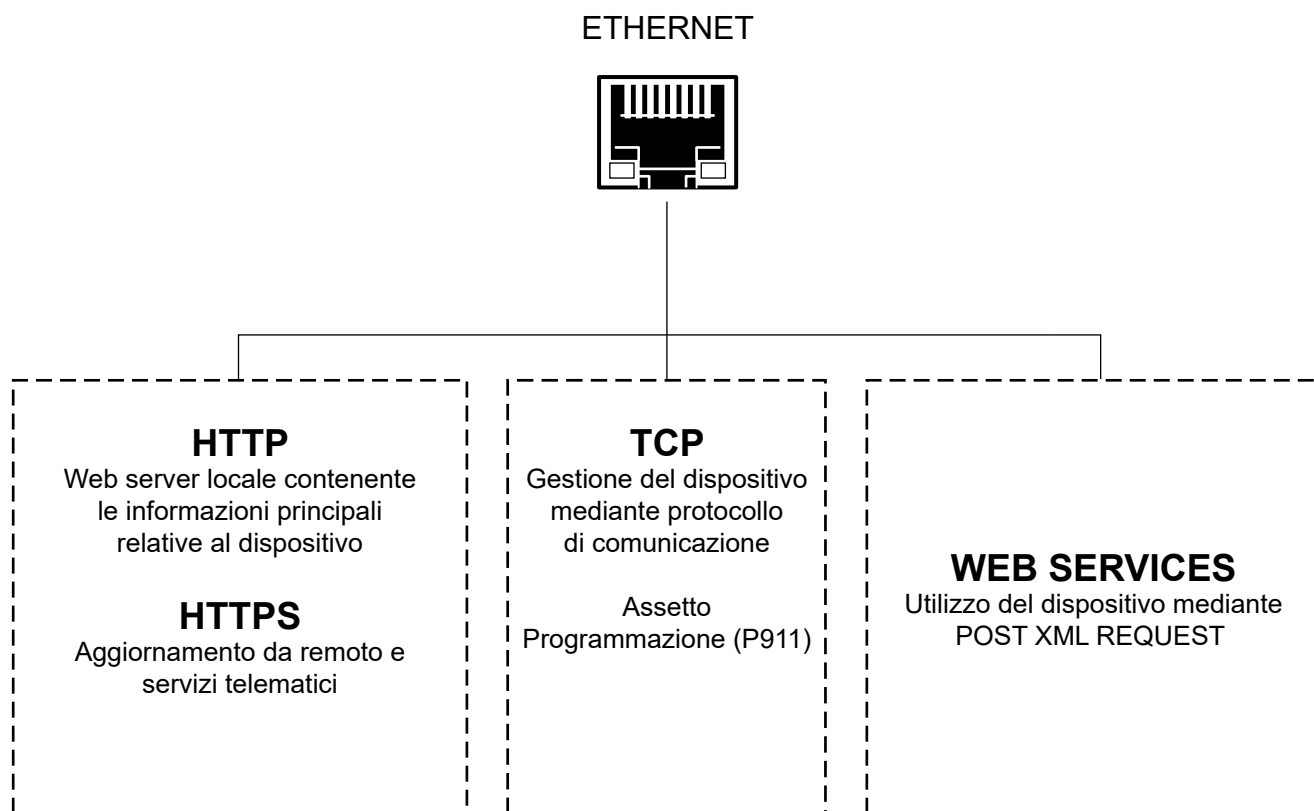 ETHERNET
HTTP
Web server locale contenente
le informazioni principali
relative al dispositivo
HTTPS
Aggiornamento da remoto e
servizi telematici
TCP
Gestione del dispositivo
mediante protocollo
di comunicazione
Assetto
Programmazione (P911)
WEB SERVICES
Utilizzo del dispositivo mediante
POST XML REQUEST